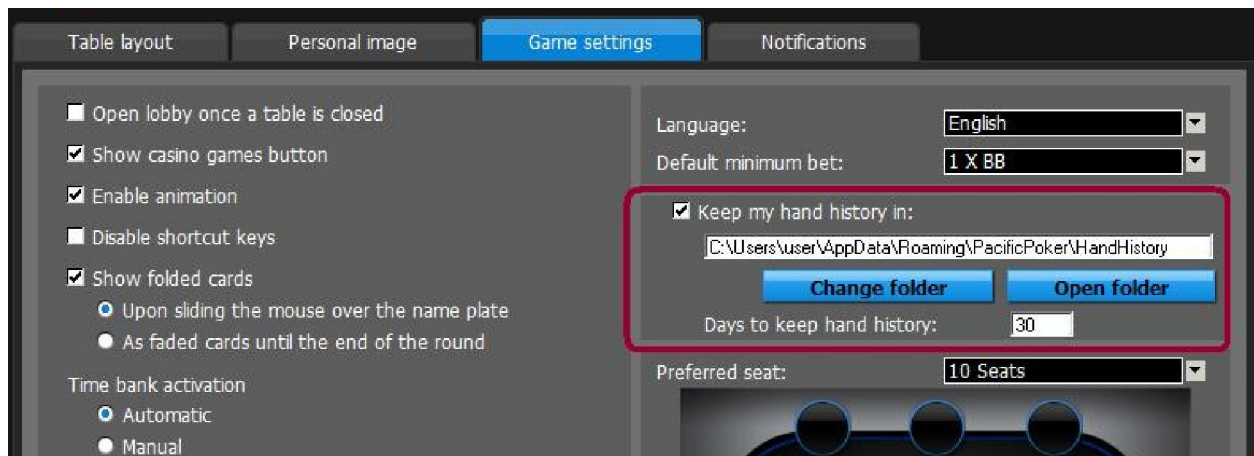 Table layout
Personal image
Game settings
Notifications
Open lobby once a table is closed
Show casino games button
Enable animation
Disable shortcut keys
Show folded cards
Upon sliding the mouse over the name plate
As faded cards until the end of the round
Time bank activation
Automatic
Manual
Language: English
Default minimum bet: 1 X BB
Keep my hand history in:
C:\Users\user\AppData\Roaming\PacificPoker\HandHistory
Change folder
Open folder
Days to keep hand history: 30
Preferred seat: 10 Seats